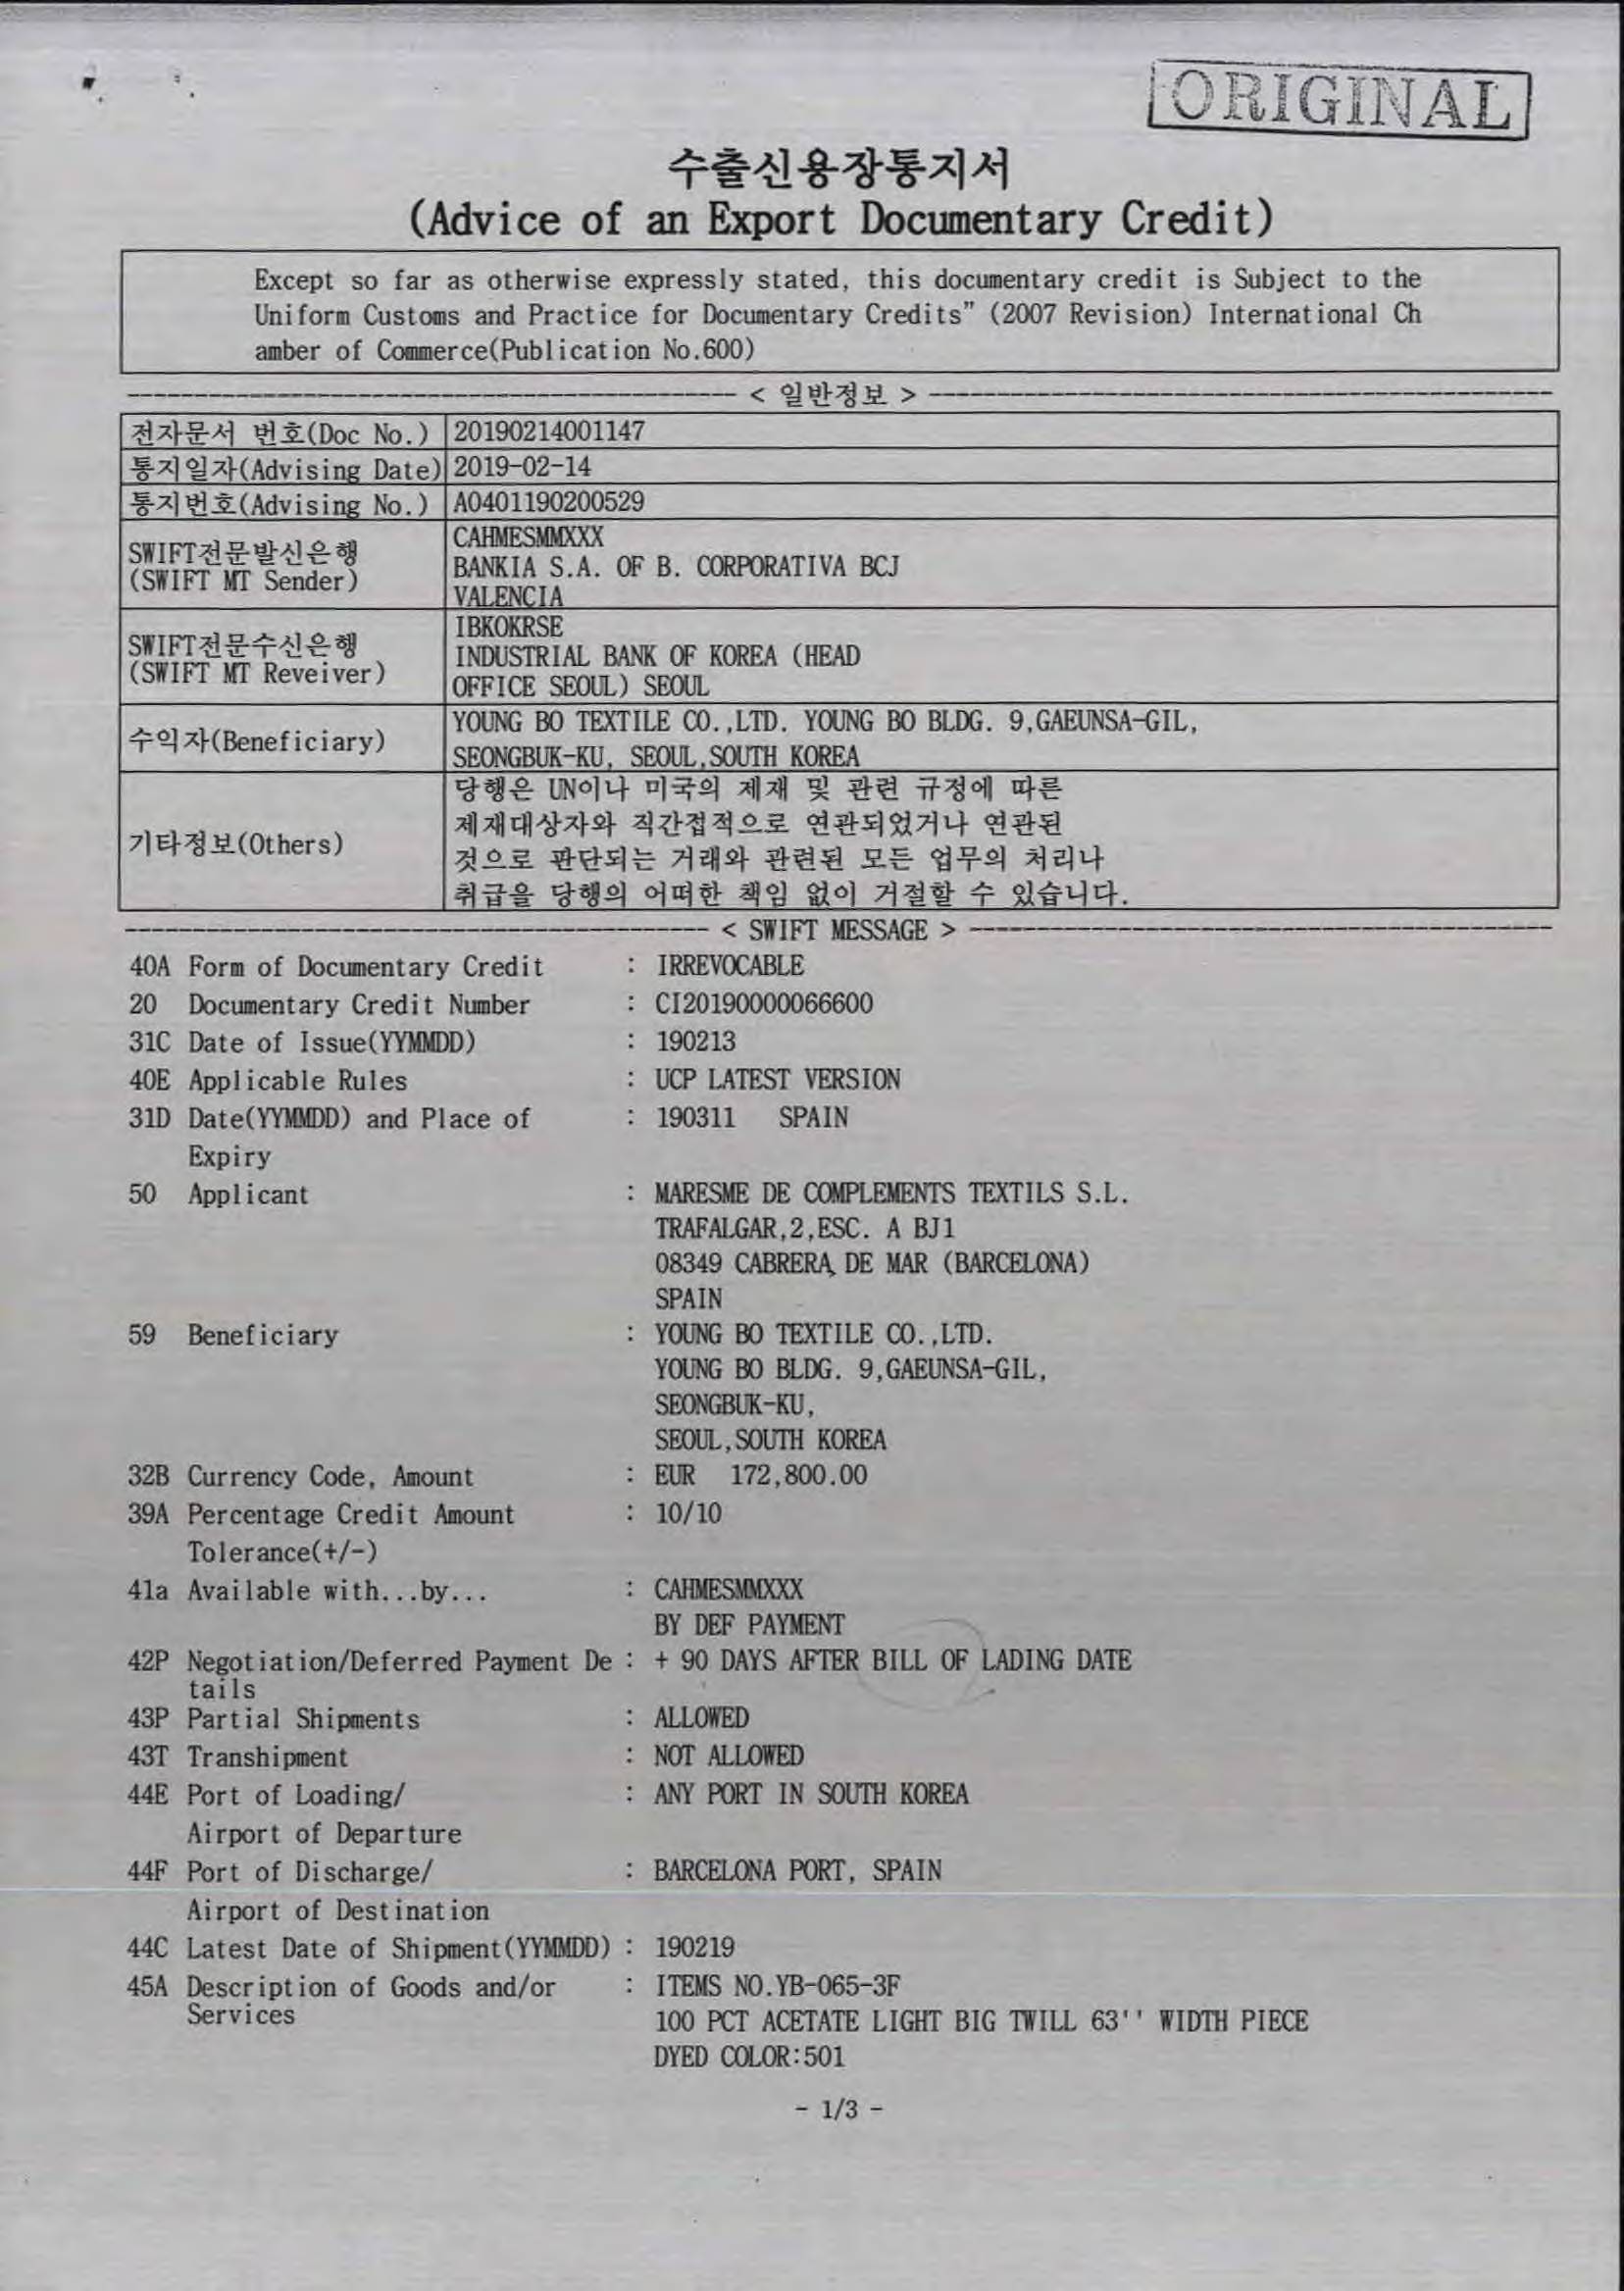 ORIGINAL
수출신용장통지서
(Advice of an Export Documentary Credit)
Except so far as otherwise expressly stated, this documentary credit is Subject to the
Uniform Customs and Practice for Documentary Credits" (2007 Revision) International Ch
amber of Commerce(Publication No.600)
< 일반정보 >
전자문서 번호(Doc No.) 20190214001147
통지일자(Advising Date) 2019-02-14
통지번호(Advising No.) A0401190200529
SWIFT전문발신은행
(SWIFT MT Sender)
CAHMESMMXXX
BANKIA S.A. OF B. CORPORATIVA BCJ
VALENCIA
SWIFT전문수신은행
(SWIFT MT Reveiver)
IBKOKRSE
INDUSTRIAL BANK OF KOREA (HEAD
OFFICE SEOUL) SEOUL
수익자(Beneficiary)
YOUNG BO TEXTILE CO.,LTD. YOUNG BO BLDG. 9,GAEUNSA-GIL,
SEONGBUK-KU, SEOUL,SOUTH KOREA
기타정보(Others)
당행은 UN이나 미국의 제재 및 관련 규정에 따른
제재대상자와 직간접적으로 연관되었거나 연관된
것으로 판단되는 거래와 관련된 모든 업무의 처리나
취급을 당행의 어떠한 책임 없이 거절할 수 있습니다.
< SWIFT MESSAGE >
40A Form of Documentary Credit : IRREVOCABLE
20 Documentary Credit Number : CI20190000066600
31C Date of Issue(YYMMDD) : 190213
40E Applicable Rules : UCP LATEST VERSION
31D Date(YYMMDD) and Place of : 190311 SPAIN
Expiry
50 Applicant : MARESME DE COMPLEMENTS TEXTILS S.L.
TRAFALGAR,2,ESC. A BJ1
08349 CABRERA DE MAR (BARCELONA)
SPAIN
59 Beneficiary : YOUNG BO TEXTILE CO.,LTD.
YOUNG BO BLDG. 9,GAEUNSA-GIL,
SEONGBUK-KU,
SEOUL,SOUTH KOREA
32B Currency Code, Amount : EUR 172,800.00
39A Percentage Credit Amount : 10/10
Tolerance(+/-)
41a Available with...by... : CAHMESMMXXX
BY DEF PAYMENT
42P Negotiation/Deferred Payment De : + 90 DAYS AFTER BILL OF LADING DATE
tails
43P Partial Shipments : ALLOWED
43T Transhipment : NOT ALLOWED
44E Port of Loading/ : ANY PORT IN SOUTH KOREA
Airport of Departure
44F Port of Discharge/ : BARCELONA PORT, SPAIN
Airport of Destination
44C Latest Date of Shipment(YYMMDD) : 190219
45A Description of Goods and/or : ITEMS NO.YB-065-3F
Services
100 PCT ACETATE LIGHT BIG TWILL 63'' WIDTH PIECE
DYED COLOR:501
- 1/3 -